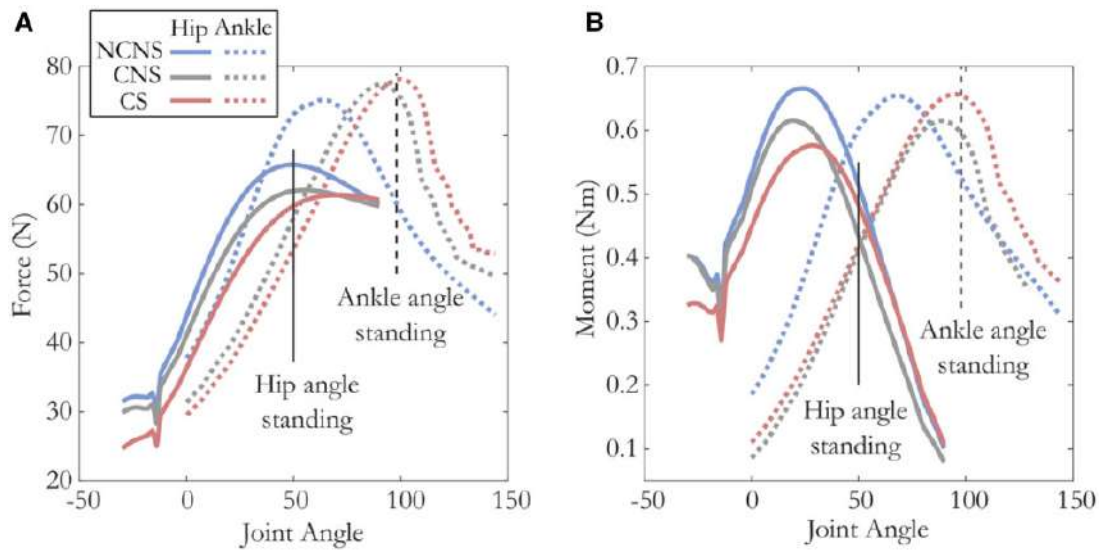 A
B
Hip Ankle
NCNS
CNS
CS
80
70
60
50
40
30
20
-50
0
50
100
150
Force (N)
Joint Angle
Ankle angle
standing
Hip angle
standing
0.7
0.6
0.5
0.4
0.3
0.2
0.1
-50
0
50
100
150
Moment (Nm)
Joint Angle
Ankle angle
standing
Hip angle
standing